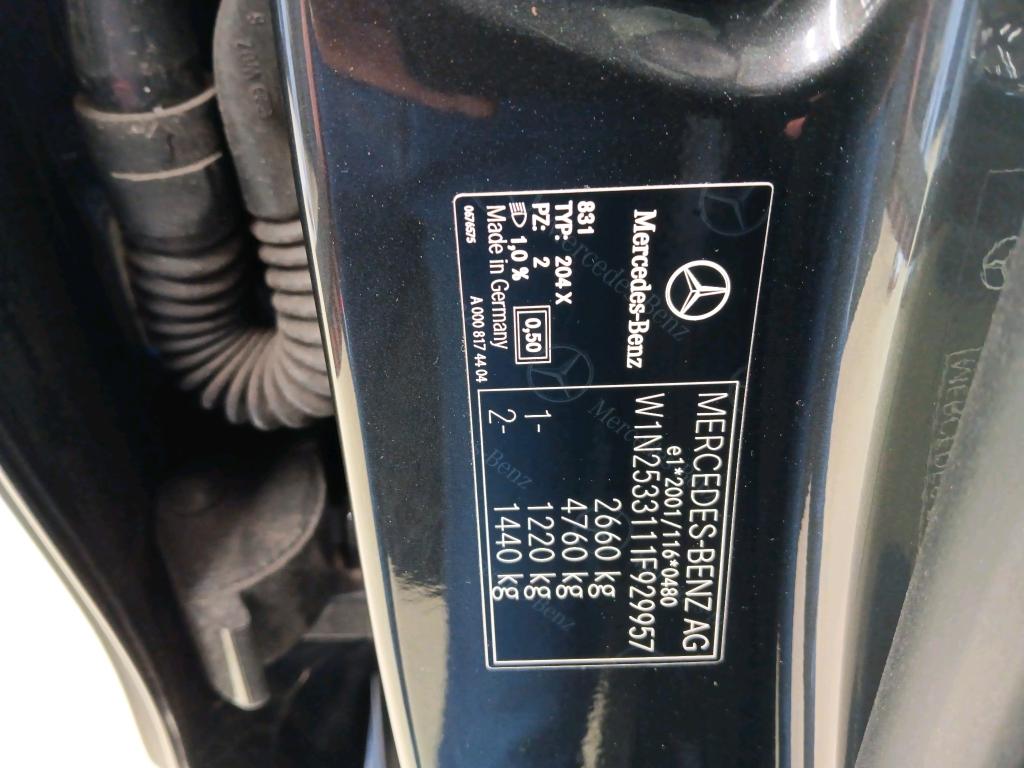 Mercedes-Benz
831
TYP: 204 X
PZ: 2
1,0 %
0,50
Made in Germany
0676575
A 000 817 44 04
MERCEDES-BENZ AG
e1*2001/116*0480
W1N2533111F929957
2660 kg
4760 kg
1- 1220 kg
2- 1440 kg